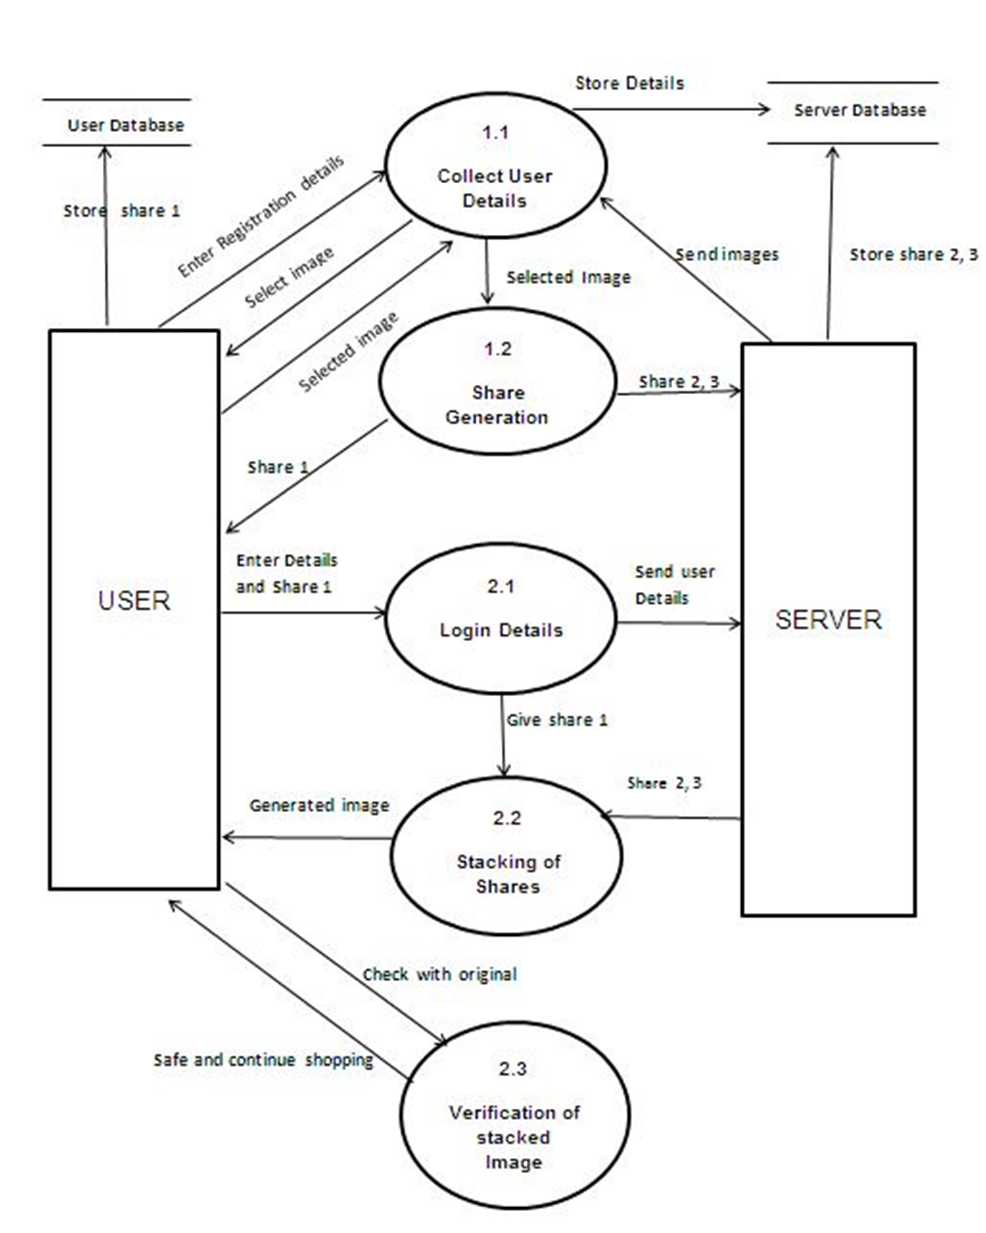 Store Details
User Database
Server Database
1.1
Collect User
Details
Enter Registration details
Store share 1
Select image
Send images
Store share 2, 3
Selected Image
Selected image
1.2
Share
Generation
Share 2, 3
Share 1
Enter Details
and Share 1
Send user
Details
2.1
Login Details
USER
SERVER
Give share 1
Share 2,3
Generated image
2.2
Stacking of
Shares
Check with original
Safe and continue shopping
2.3
Verification of
stacked
Image